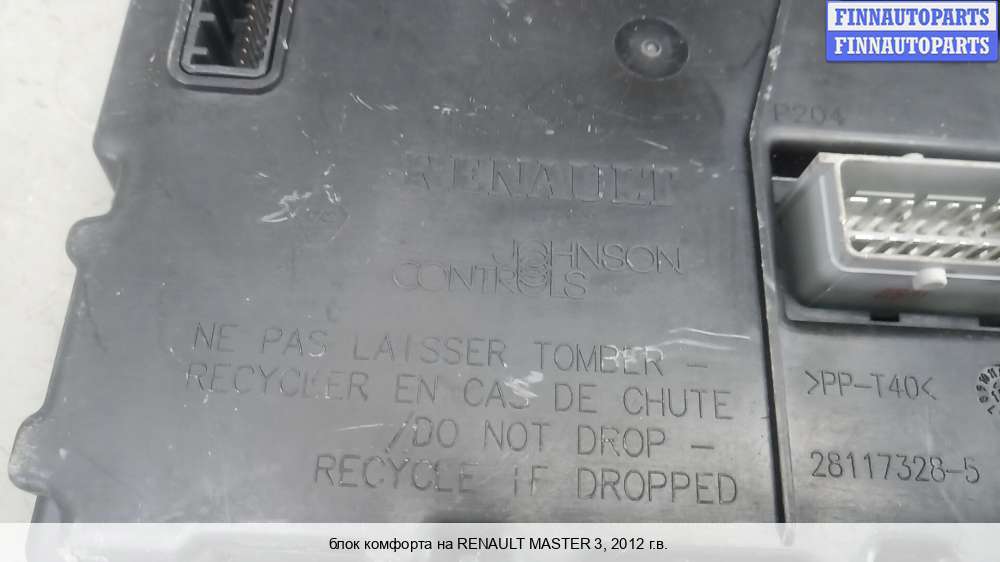 FINNAUTOPARTS
FINNAUTOPARTS
P204
RENAULT
JOHNSON
CONTROLS
NE PAS LAISSER TOMBER -
RECYCLER EN CAS DE CHUTE
/DO NOT DROP -
RECYCLE iF DROPPED
>PP-T40<
28117328-5
блок комфорта на RENAULT MASTER 3, 2012 г.в.